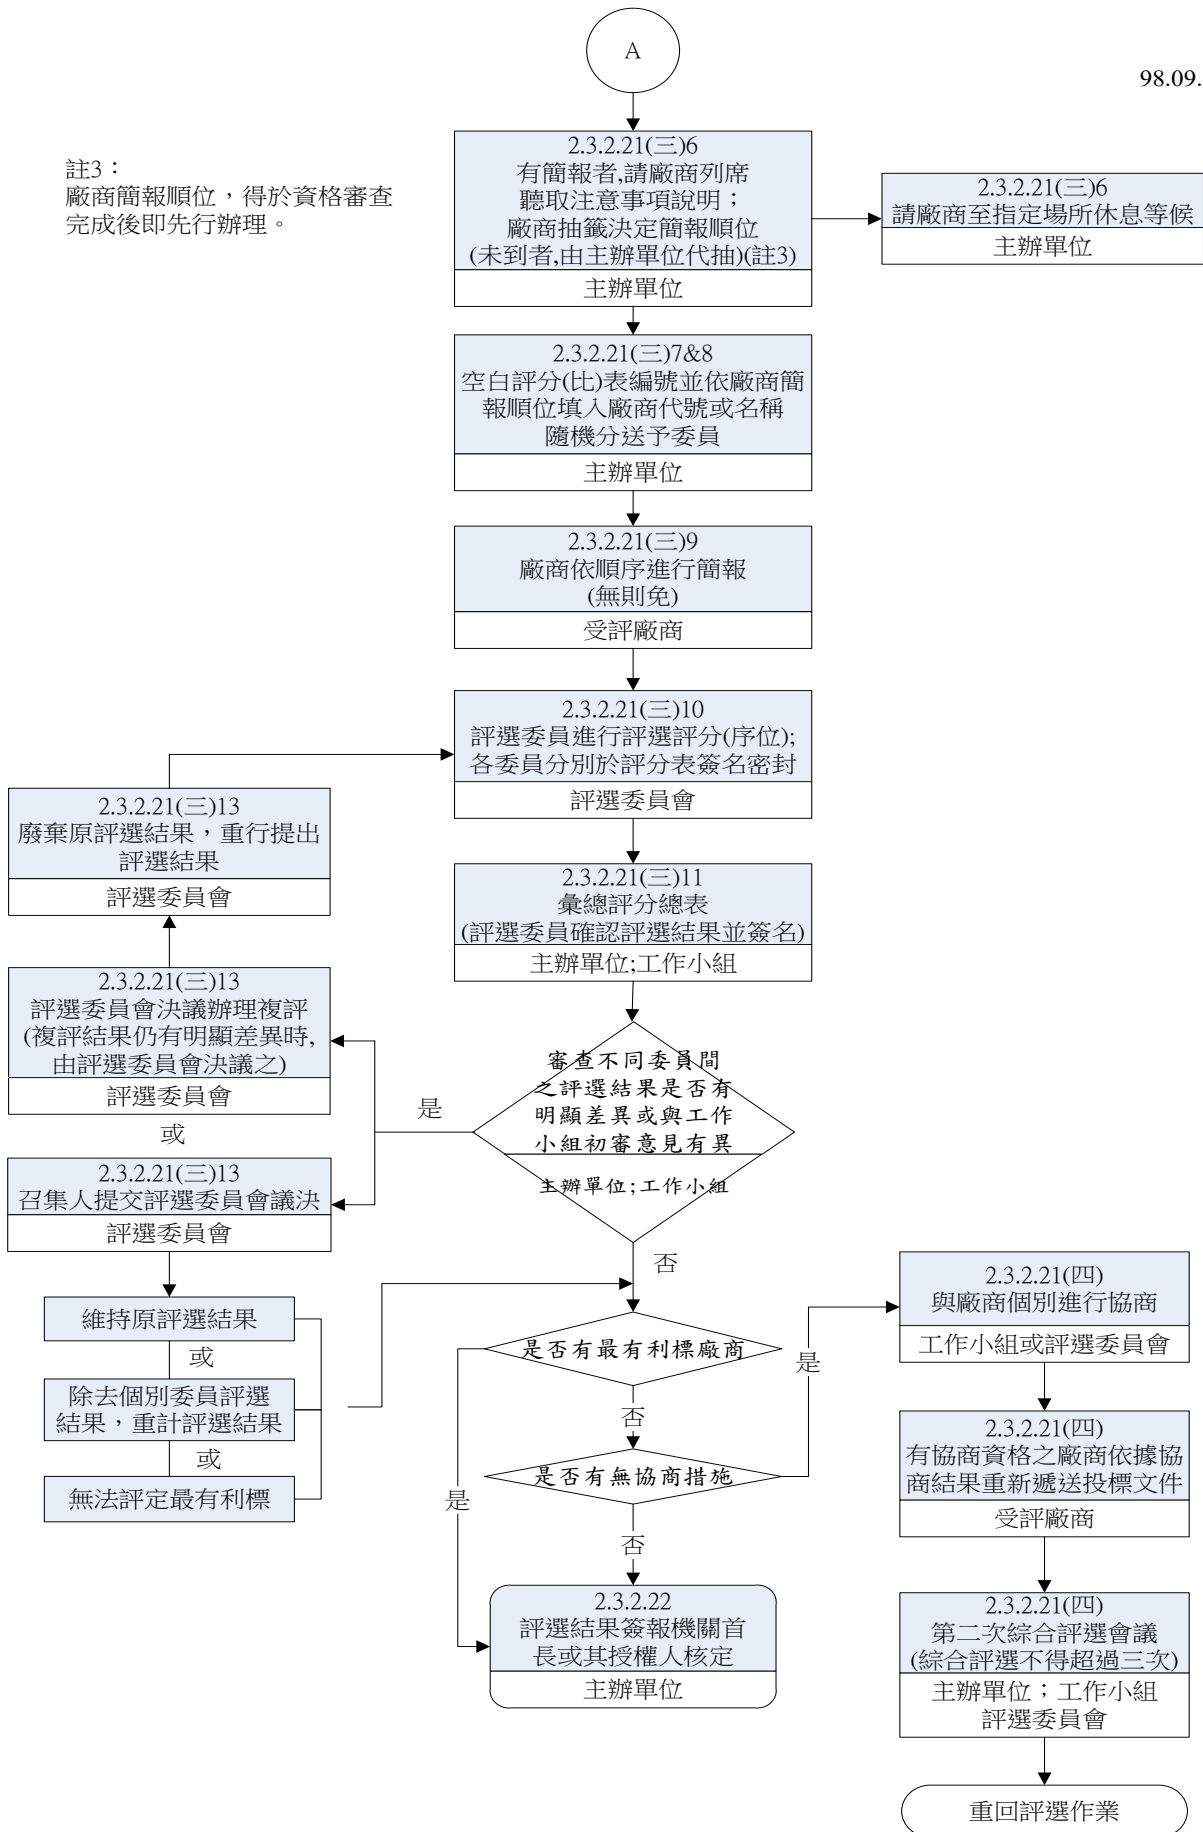 A
98.09.
註3：
廠商簡報順位，得於資格審查
完成後即先行辦理。
2.3.2.21(三)6
有簡報者,請廠商列席
聽取注意事項說明；
廠商抽籤決定簡報順位
(未到者,由主辦單位代抽)(註3)
主辦單位
2.3.2.21(三)6
請廠商至指定場所休息等候
主辦單位
2.3.2.21(三)7&8
空白評分(比)表編號並依廠商簡
報順位填入廠商代號或名稱
隨機分送予委員
主辦單位
2.3.2.21(三)9
廠商依順序進行簡報
(無則免)
受評廠商
2.3.2.21(三)10
評選委員進行評選評分(序位);
各委員分別於評分表簽名密封
評選委員會
2.3.2.21(三)13
廢棄原評選結果，重行提出
評選結果
評選委員會
2.3.2.21(三)11
彙總評分總表
(評選委員確認評選結果並簽名)
主辦單位;工作小組
2.3.2.21(三)13
評選委員會決議辦理複評
(複評結果仍有明顯差異時,
由評選委員會決議之)
評選委員會
審查不同委員間
之評選結果是否有
明顯差異或與工作
小組初審意見有異
主辦單位;工作小組
是
或
2.3.2.21(三)13
召集人提交評選委員會議決
評選委員會
否
維持原評選結果
或
除去個別委員評選
結果，重計評選結果
或
無法評定最有利標
是否有最有利標廠商
是
否
是否有無協商措施
是
否
2.3.2.22
評選結果簽報機關首
長或其授權人核定
主辦單位
2.3.2.21(四)
與廠商個別進行協商
工作小組或評選委員會
2.3.2.21(四)
有協商資格之廠商依據協
商結果重新遞送投標文件
受評廠商
2.3.2.21(四)
第二次綜合評選會議
(綜合評選不得超過三次)
主辦單位；工作小組
評選委員會
重回評選作業